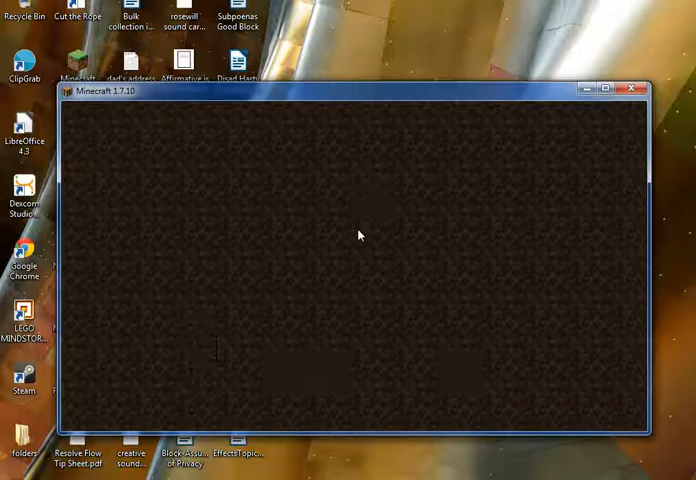 Recycle Bin
Cut the Rope
Bulk
collection i...
rosewill
sound car...
Subpoenas
Good Block
ClipGrab
Minecraft
dad's address
Affirmative is
Minecraft 1.7.10
LibreOffice
4.3
Dexcom
Studio...
Google
Chrome
LEGO
MINDSTOR...
Steam
folders
Resolve Flow
Tip Sheet.pdf
creative
sound...
Block-Assu...
of Privacy
EffectsTopic...